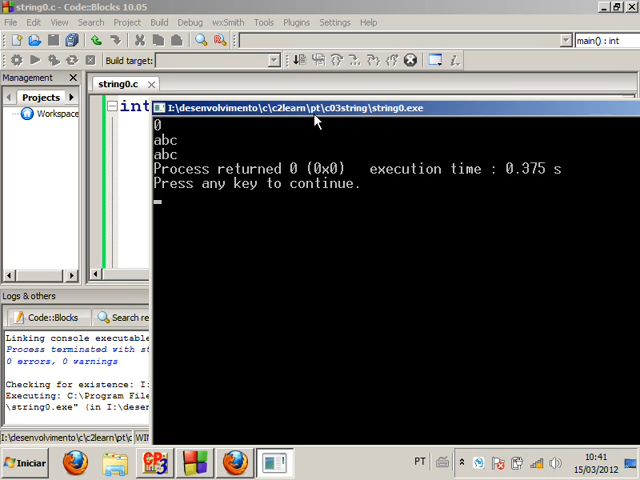 string0.c - Code::Blocks 10.05
File Edit View Search Project Build Debug wxSmith Tools Plugins Settings Help
main() : int
Build target:
Management
string0.c
Projects
Workspace
int
I:\desenvolvimento\c\c2learn\pt\c03string\string0.exe
0
abc
abc
Process returned 0 (0x0)   execution time : 0.375 s
Press any key to continue.
Logs & others
Code::Blocks
Search re
Linking console executable
Process terminated with st
0 errors, 0 warnings
Checking for existence: I:
Executing: C:\Program File
\string0.exe" (in I:\desen
I:\desenvolvimento\c\c2learn\pt\c
WIN
Iniciar
PT
10:41
15/03/2012